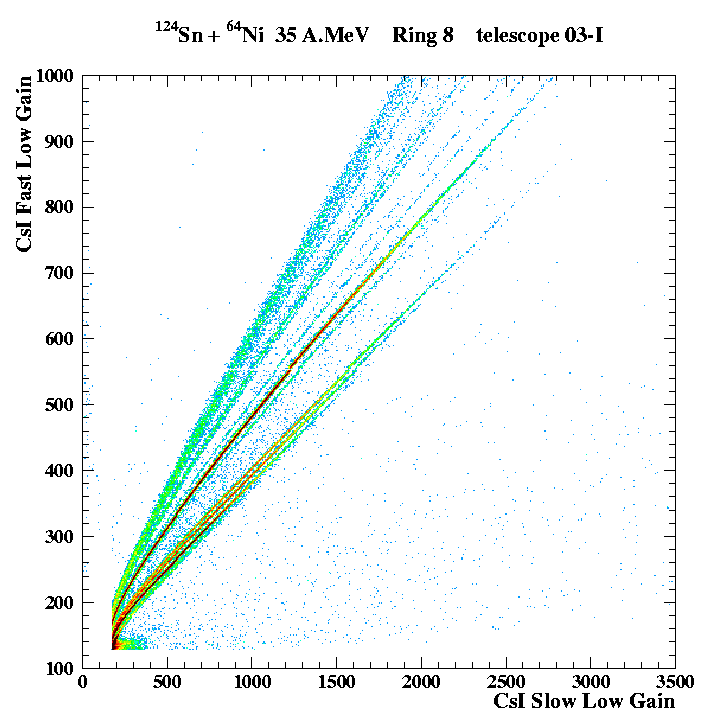 ¹²⁴Sn + ⁶⁴Ni 35 A.MeV Ring 8 telescope 03-I
CsI Fast Low Gain
1000
900
800
700
600
500
400
300
200
100
0 500 1000 1500 2000 2500 3000 3500
CsI Slow Low Gain